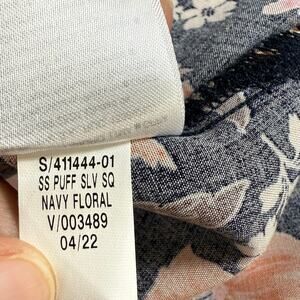 S/411444-01
SS PUFF SLV SQ
NAVY FLORAL
V/003489
04/22